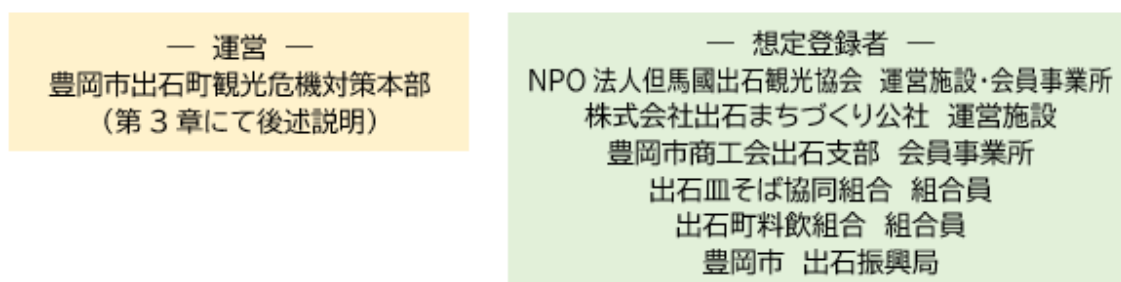 ― 運営 ―
豊岡市出石町観光危機対策本部
（第 3 章にて後述説明）
― 想定登録者 ―
NPO 法人但馬國出石観光協会 運営施設・会員事業所
株式会社出石まちづくり公社 運営施設
豊岡市商工会出石支部 会員事業所
出石皿そば協同組合 組合員
出石町料飲組合 組合員
豊岡市 出石振興局